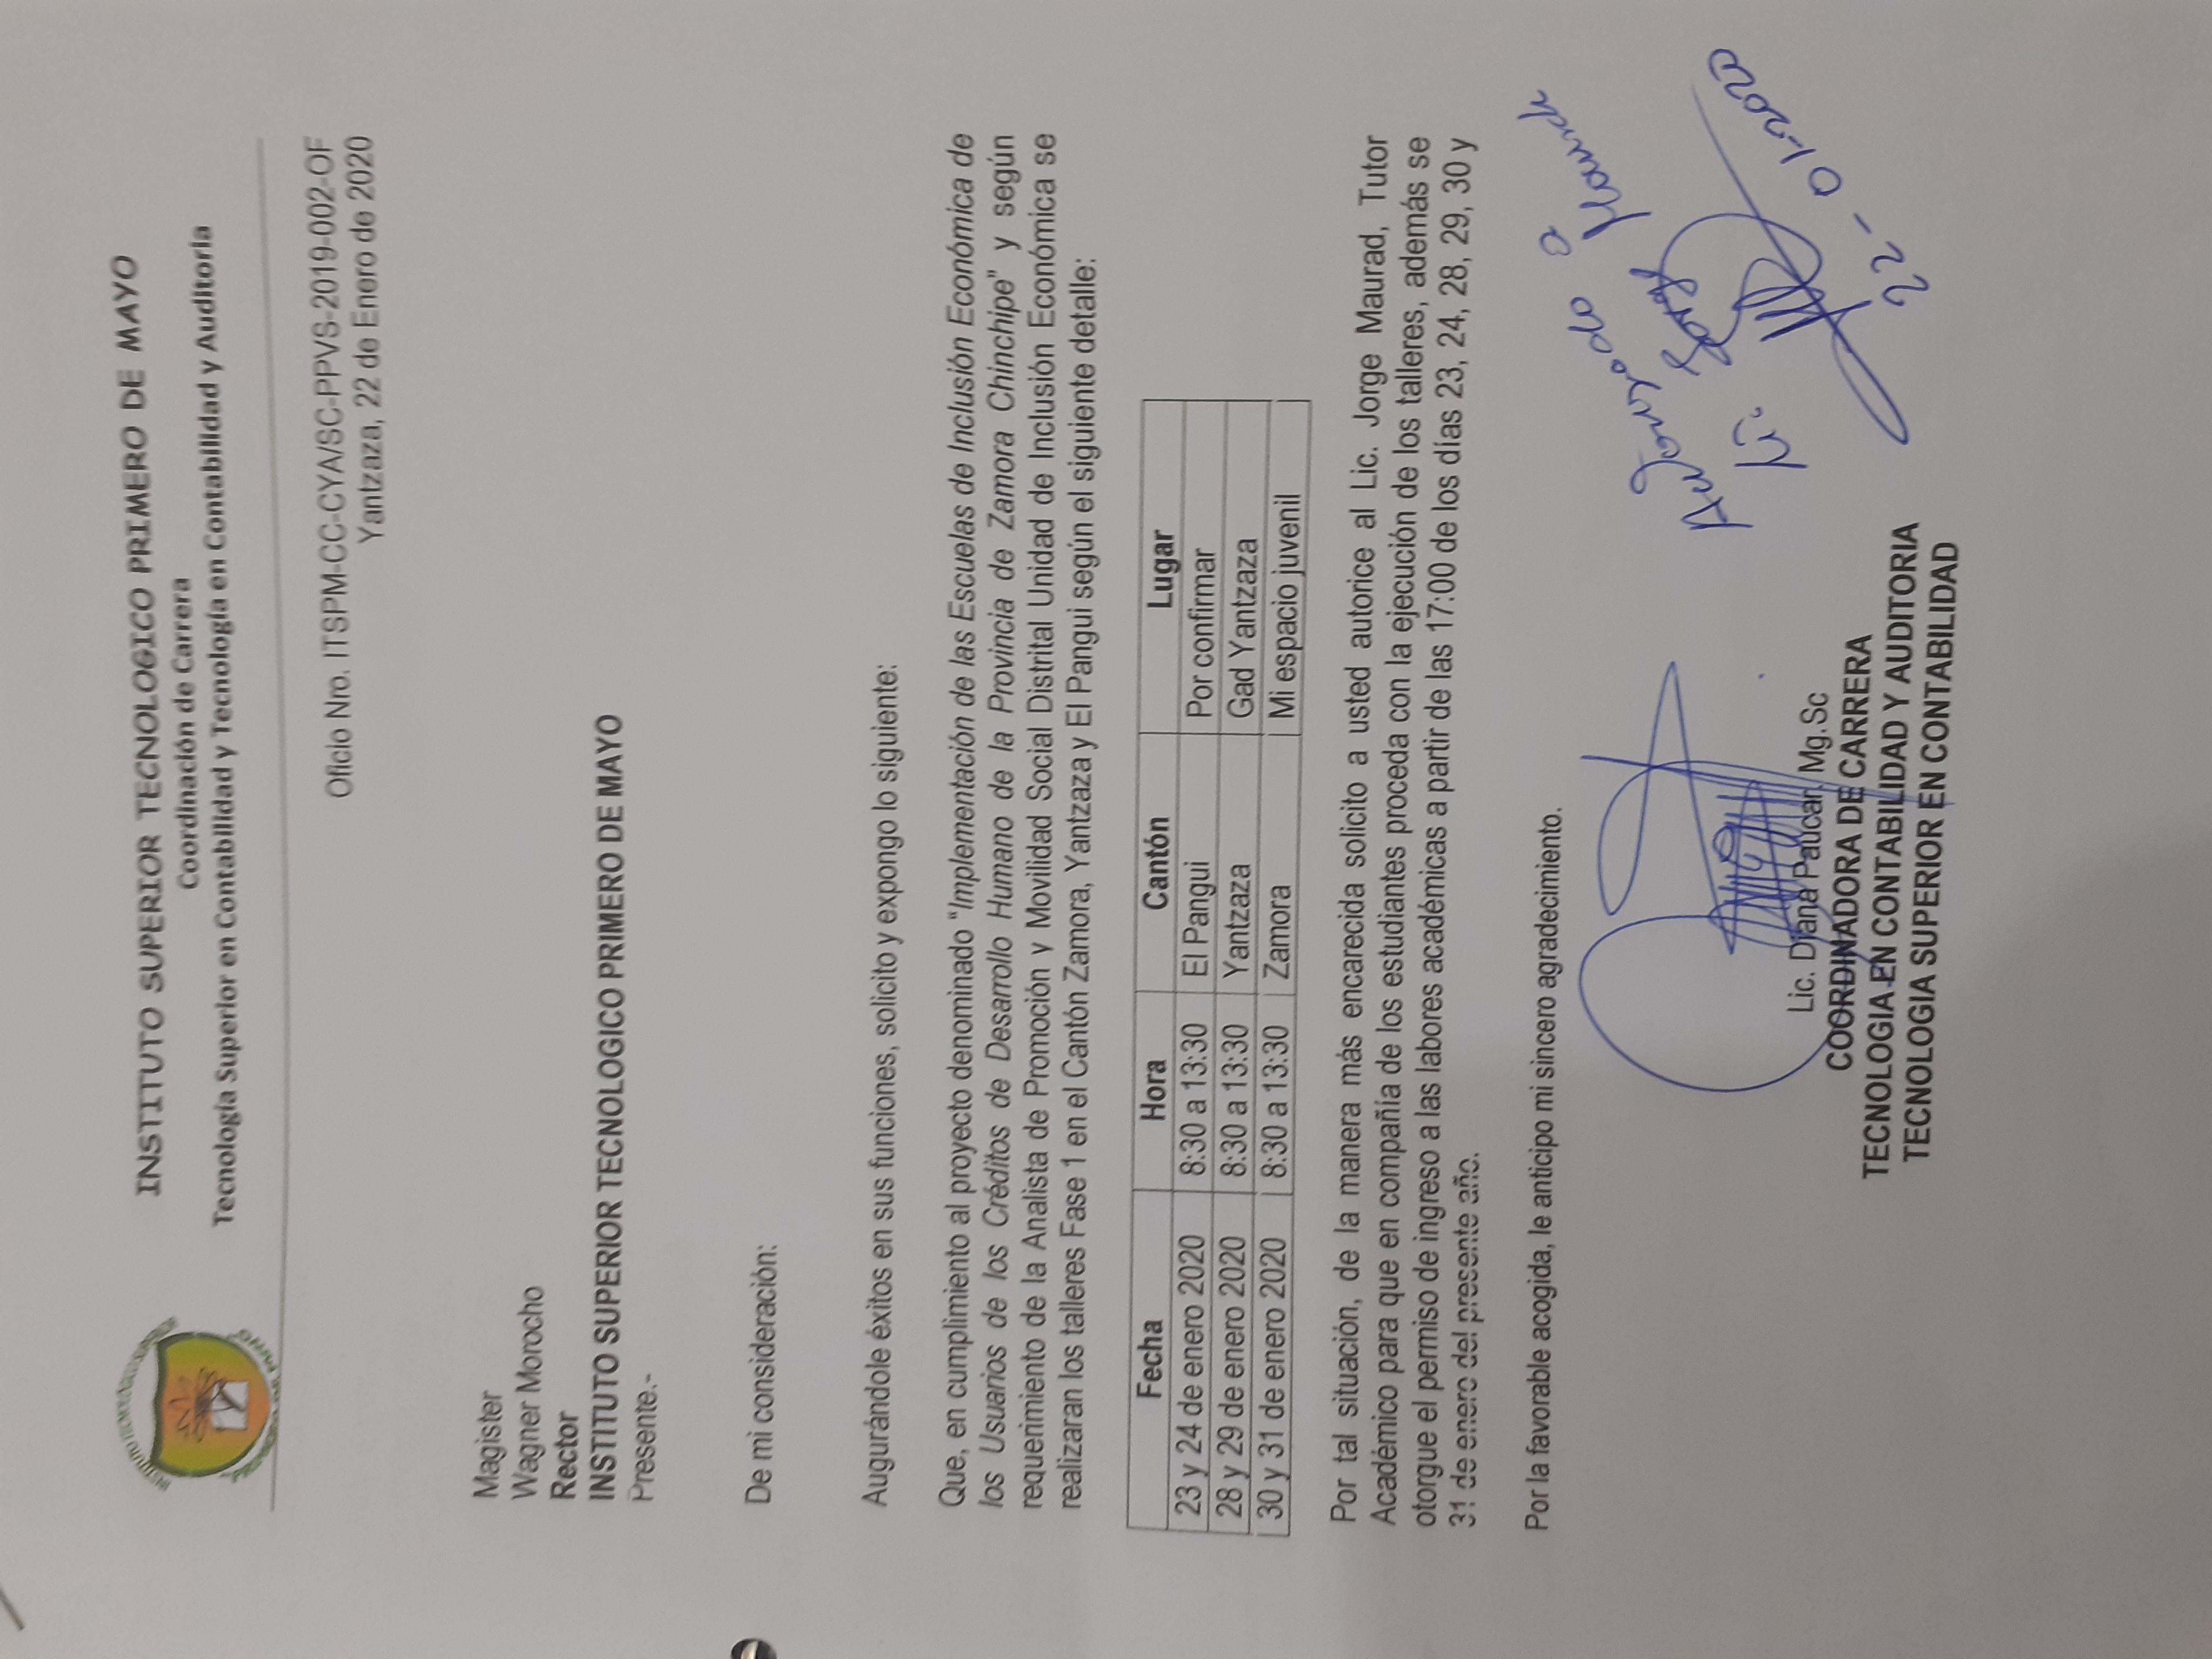 INSTITUTO TECNOLÓGICO SUPERIOR
"PRIMERO DE MAYO"
INSTITUTO SUPERIOR TECNOLOGICO PRIMERO DE MAYO
Coordinación de Carrera
Tecnología Superior en Contabilidad y Tecnología en Contabilidad y Auditoria
Oficio Nro. ITSPM-CC-CYA/SC-PPVS-2019-002-OF
Yantzaza, 22 de Enero de 2020
Magister
Wagner Morocho
Rector
INSTITUTO SUPERIOR TECNOLOGICO PRIMERO DE MAYO
Presente.-
De mi consideración:
Augurándole éxitos en sus funciones, solicito y expongo lo siguiente:
Que, en cumplimiento al proyecto denominado “Implementación de las Escuelas de Inclusión Económica de
los Usuarios de los Créditos de Desarrollo Humano de la Provincia de Zamora Chinchipe” y según
requerimiento de la Analista de Promoción y Movilidad Social Distrital Unidad de Inclusión Económica se
realizaran los talleres Fase 1 en el Cantón Zamora, Yantzaza y El Pangui según el siguiente detalle:
Fecha Hora Cantón Lugar
23 y 24 de enero 2020 8:30 a 13:30 El Pangui Por confirmar
28 y 29 de enero 2020 8:30 a 13:30 Yantzaza Gad Yantzaza
30 y 31 de enero 2020 8:30 a 13:30 Zamora Mi espacio juvenil
Por tal situación, de la manera más encarecida solicito a usted autorice al Lic. Jorge Maurad, Tutor
Académico para que en compañía de los estudiantes proceda con la ejecución de los talleres, además se
otorgue el permiso de ingreso a las labores académicas a partir de las 17:00 de los días 23, 24, 28, 29, 30 y
31 de enero del presente año.
Por la favorable acogida, le anticipo mi sincero agradecimiento.
Autorizado a
Lic. Jorge Maurad
22-01-2020
Lic. Diana Paucar, Mg.Sc
COORDINADORA DE CARRERA
TECNOLOGIA EN CONTABILIDAD Y AUDITORIA
TECNOLOGIA SUPERIOR EN CONTABILIDAD